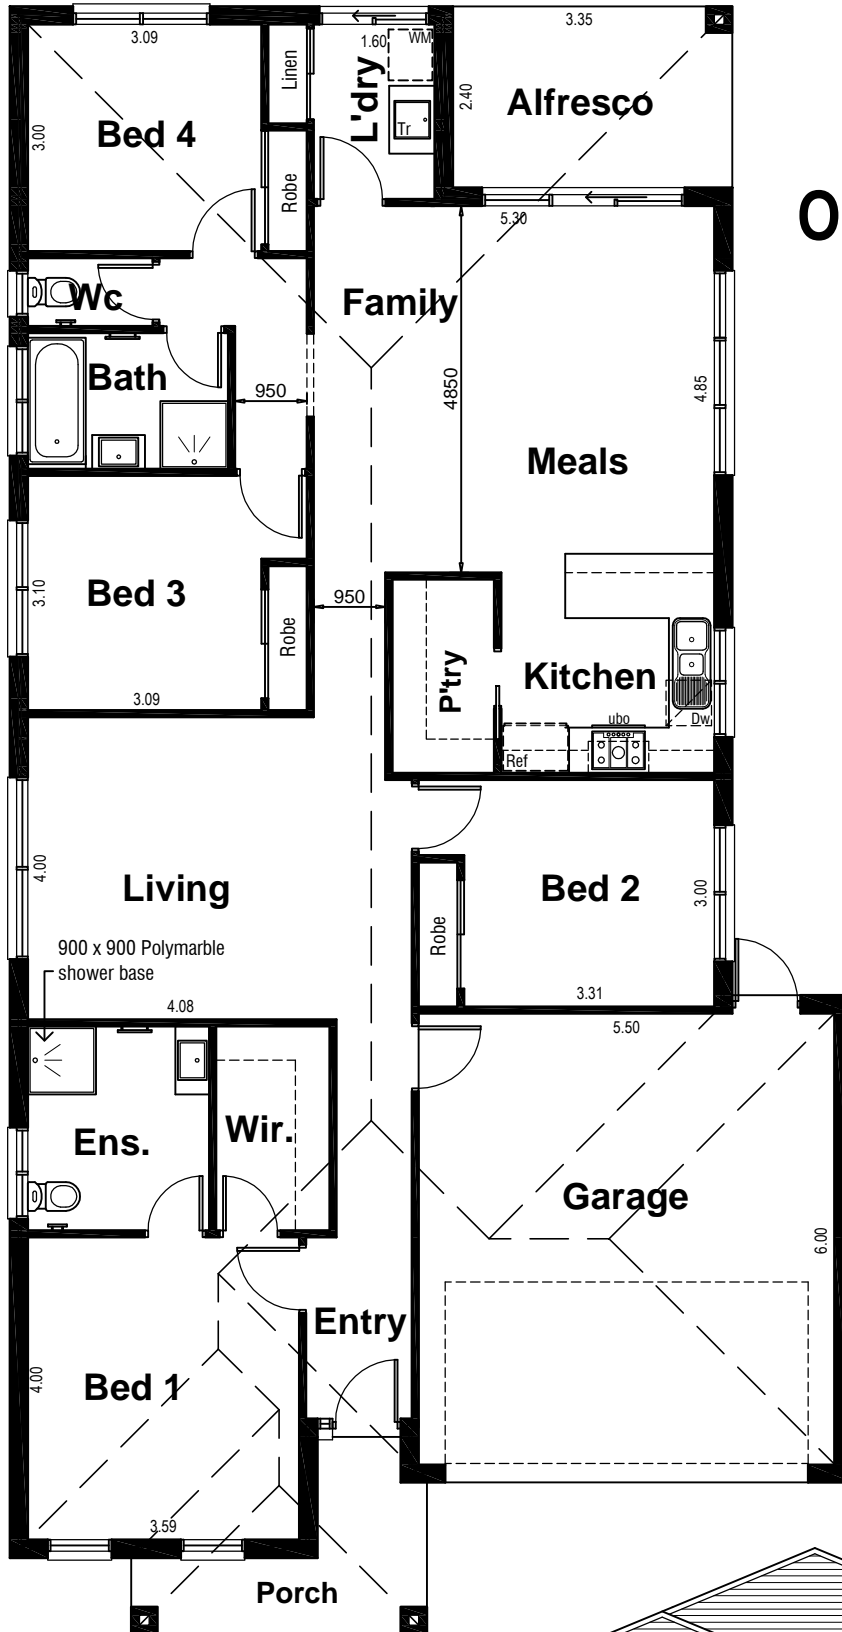 3.09
1.60
WM
3.35
Linen
L'dry
Tr
2.40
Alfresco
3.00
Bed 4
Robe
5.30
O
Wc
Family
Bath
950
4850
4.85
Meals
3.10
Bed 3
Robe
950
3.09
P'try
Kitchen
ubo
Dw
Ref
4.00
Living
Robe
Bed 2
3.00
900 x 900 Polymarble
shower base
3.31
4.08
5.50
Ens.
Wir.
Garage
6.00
Entry
4.00
Bed 1
3.59
Porch